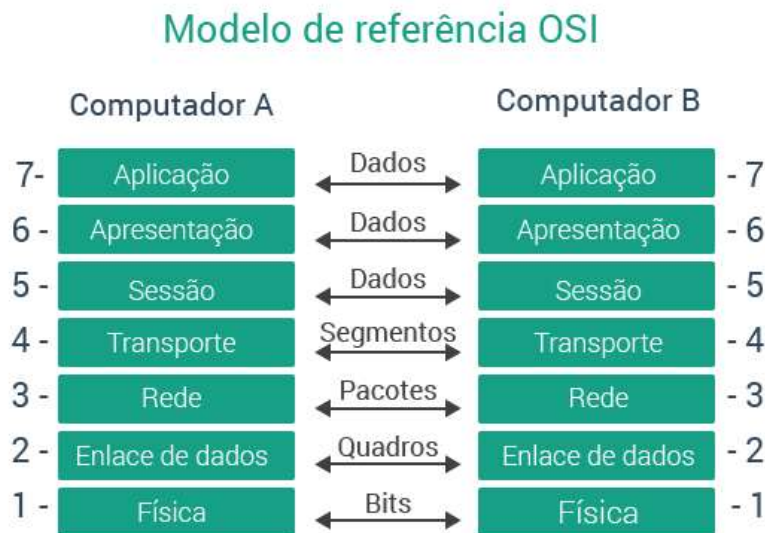 Modelo de referência OSI
Computador A Computador B
7- Aplicação Dados Aplicação - 7
6 - Apresentação Dados Apresentação - 6
5 - Sessão Dados Sessão - 5
4 - Transporte Segmentos Transporte - 4
3 - Rede Pacotes Rede - 3
2 - Enlace de dados Quadros Enlace de dados - 2
1 - Física Bits Física - 1